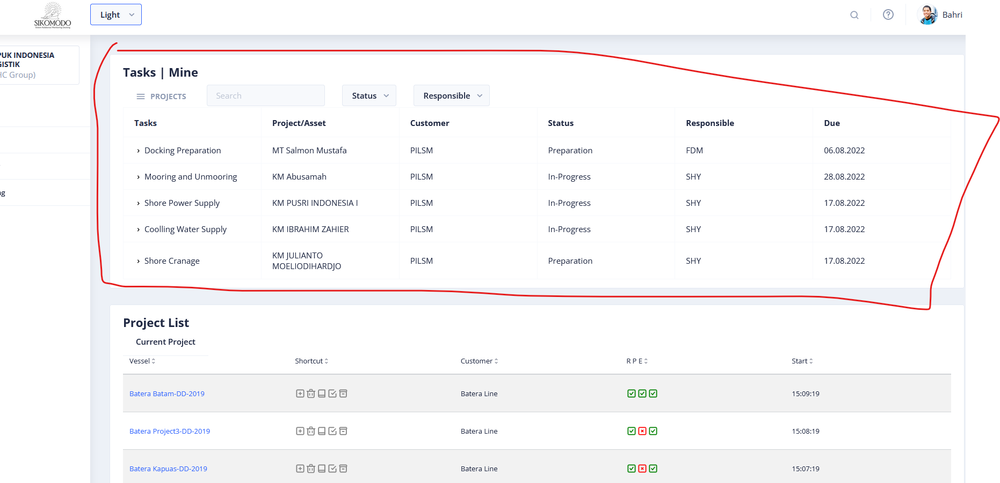 SIKOMODO
Light
Bahri
PUK INDONESIA
GISTIK
HC Group)
ng
Tasks | Mine
PROJECTS Search Status Responsible
Tasks Project/Asset Customer Status Responsible Due
› Docking Preparation MT Salmon Mustafa PILSM Preparation FDM 06.08.2022
› Mooring and Unmooring KM Abusamah PILSM In-Progress SHY 28.08.2022
› Shore Power Supply KM PUSRI INDONESIA I PILSM In-Progress SHY 17.08.2022
› Coolling Water Supply KM IBRAHIM ZAHIER PILSM In-Progress SHY 17.08.2022
› Shore Cranage KM JULIANTO MOELIODIHARDJO PILSM Preparation SHY 17.08.2022
Project List
Current Project
Vessel Shortcut Customer R P E Start
Batera Batam-DD-2019 Batera Line 15:09:19
Batera Project3-DD-2019 Batera Line 15:08:19
Batera Kapuas-DD-2019 Batera Line 15:07:19